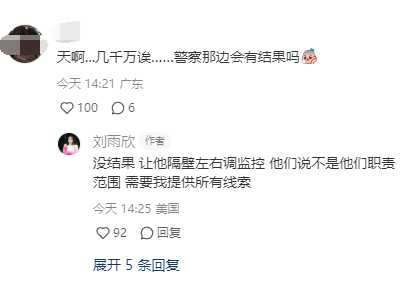 天啊...几千万诶……警察那边会有结果吗
今天 14:21 广东
100 6
刘雨欣 作者
没结果 让他隔壁左右调监控 他们说不是他们职责
范围 需要我提供所有线索
今天 14:25 美国
92 回复
展开 5 条回复